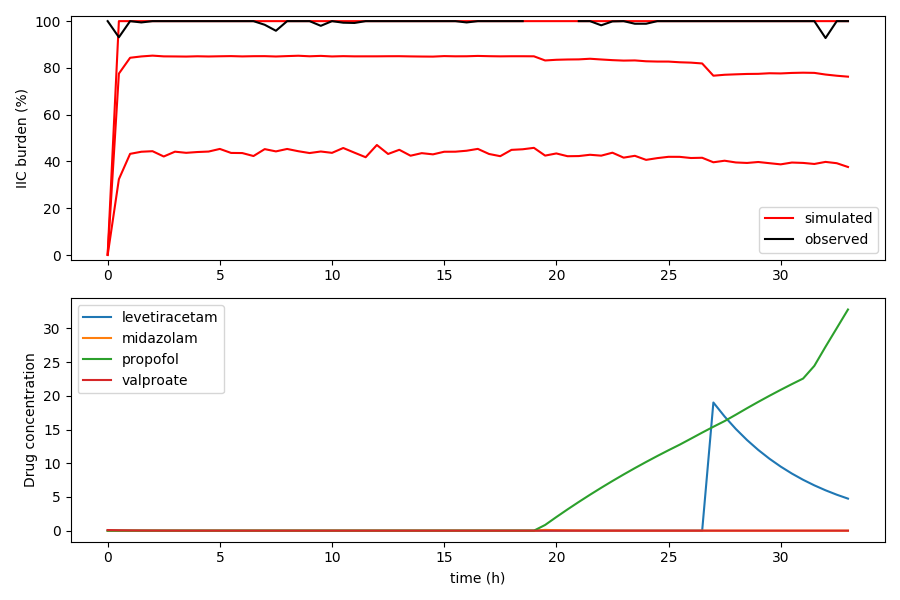 100
80
60
40
20
0
IIC burden (%)
simulated
observed
0 5 10 15 20 25 30
30
25
20
15
10
5
0
Drug concentration
levetiracetam
midazolam
propofol
valproate
0 5 10 15 20 25 30
time (h)